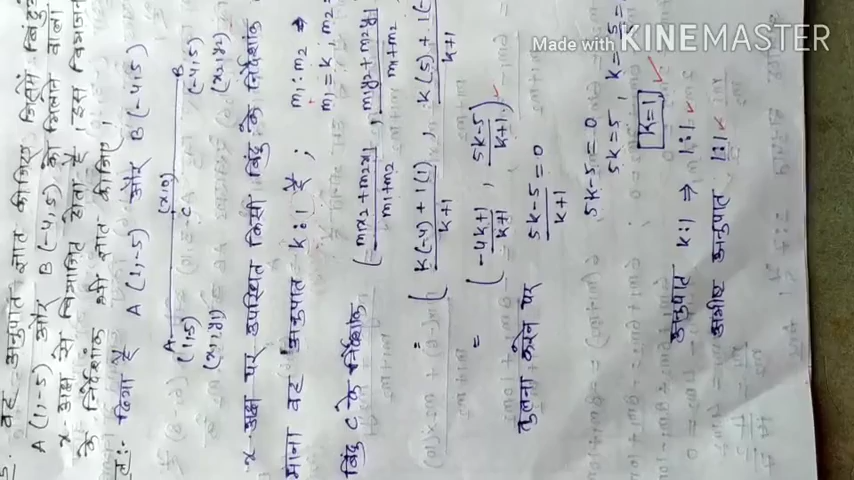 5. वह अनुपात ज्ञात कीजिए जिसमें बिंदुओं
A (1,-5) और B (-4,5) को मिलाने वाला
x-अक्ष से विभाजित होता है। इस विभाजन
के निर्देशांक भी ज्ञात कीजिए।
दिया है A (1,-5) और B (-4,5)
(x,0)
A C B
(1,-5) (-4,5)
(x1,y1) (x2,y2)
x-अक्ष पर उपस्थित किसी बिंदु के निर्देशांक
माना वह अनुपात k:1 है ; m1:m2 ⇒
m1=k, m2=
बिंदु C के निर्देशांक (m1x2+m2x1/m1+m2, m1y2+m2y1/m1+m2
= (k(-4)+1(1)/k+1, k(5)+1(-/k+1
= (-4k+1/k+1, 5k-5/k+1)
तुलना करने पर 5k-5/k+1=0
5k-5=0
5k=5, k=5
k=1
अनुपात k:1 ⇒ 1:1
अभीष्ट अनुपात 1:1
Made with KINEMASTER